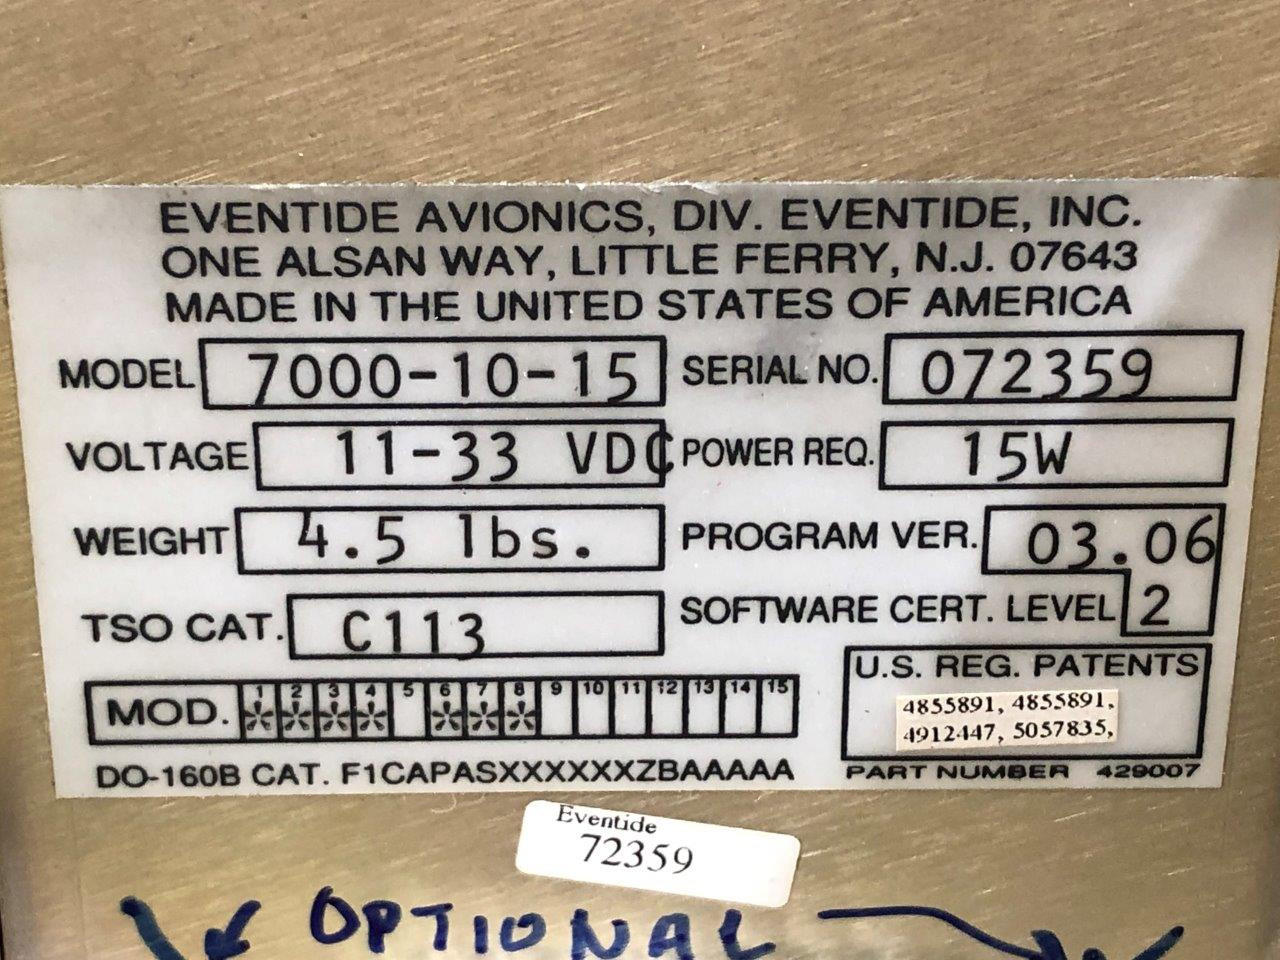 EVENTIDE AVIONICS, DIV. EVENTIDE, INC.
ONE ALSAN WAY, LITTLE FERRY, N.J. 07643
MADE IN THE UNITED STATES OF AMERICA
MODEL 7000-10-15 SERIAL NO. 072359
VOLTAGE 11-33 VDC POWER REQ. 15W
WEIGHT 4.5 lbs. PROGRAM VER. 03.06
TSO CAT. C113 SOFTWARE CERT. LEVEL 2
U.S. REG. PATENTS
4855891, 4855891,
4912447, 5057835,
MOD. 1 2 3 4 5 6 7 8 9 10 11 12 13 14 15
* * * * * * *
DO-160B CAT. F1CAPASXXXXXXZBAAAAA PART NUMBER 429007
Eventide
72359
OPTIONAL